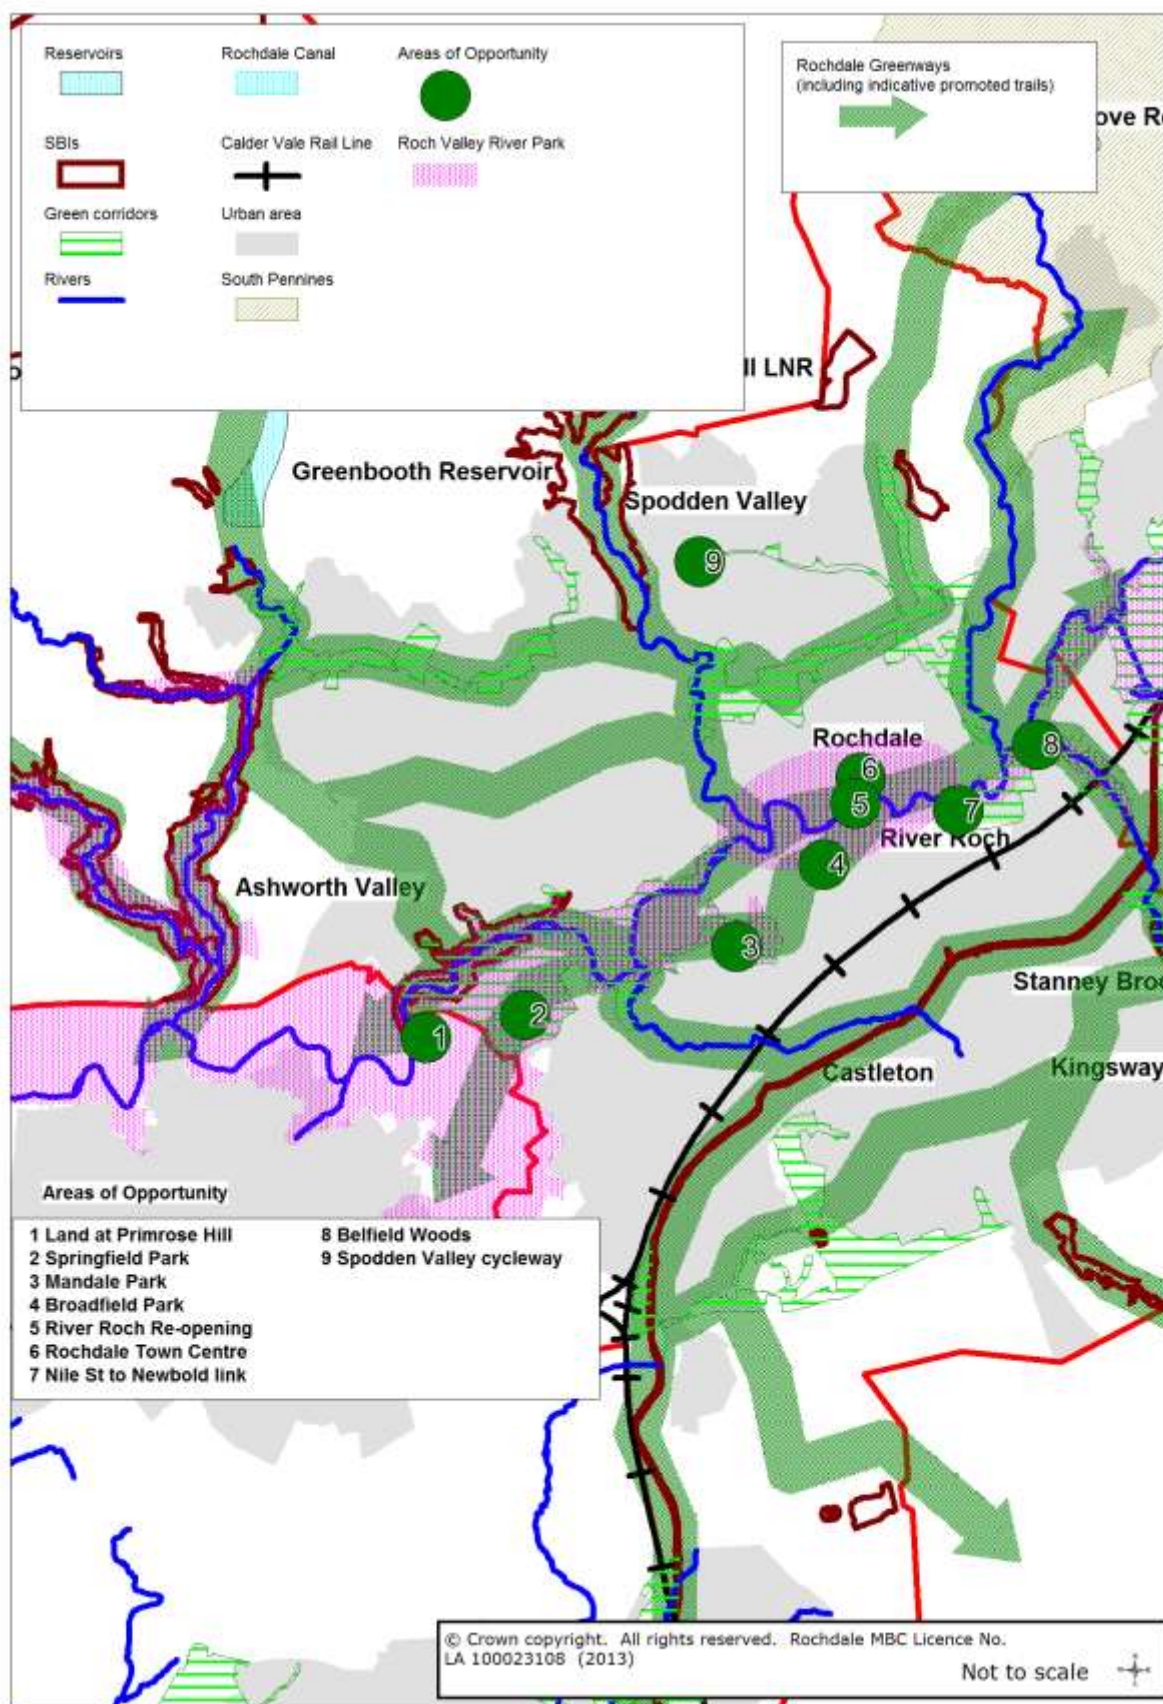 Reservoirs
Rochdale Canal
Areas of Opportunity
SBIs
Calder Vale Rail Line
Roch Valley River Park
Green corridors
Urban area
Rivers
South Pennines
Rochdale Greenways
(including indicative promoted trails)
ll LNR
Greenbooth Reservoir
Spodden Valley
9
Rochdale
8
6
5
7
River Roch
4
Ashworth Valley
3
Stanney Broo
2
1
Castleton
Kingsway
Areas of Opportunity
1 Land at Primrose Hill
2 Springfield Park
3 Mandale Park
4 Broadfield Park
5 River Roch Re-opening
6 Rochdale Town Centre
7 Nile St to Newbold link
8 Belfield Woods
9 Spodden Valley cycleway
© Crown copyright. All rights reserved. Rochdale MBC Licence No.
LA 100023108 (2013)
Not to scale